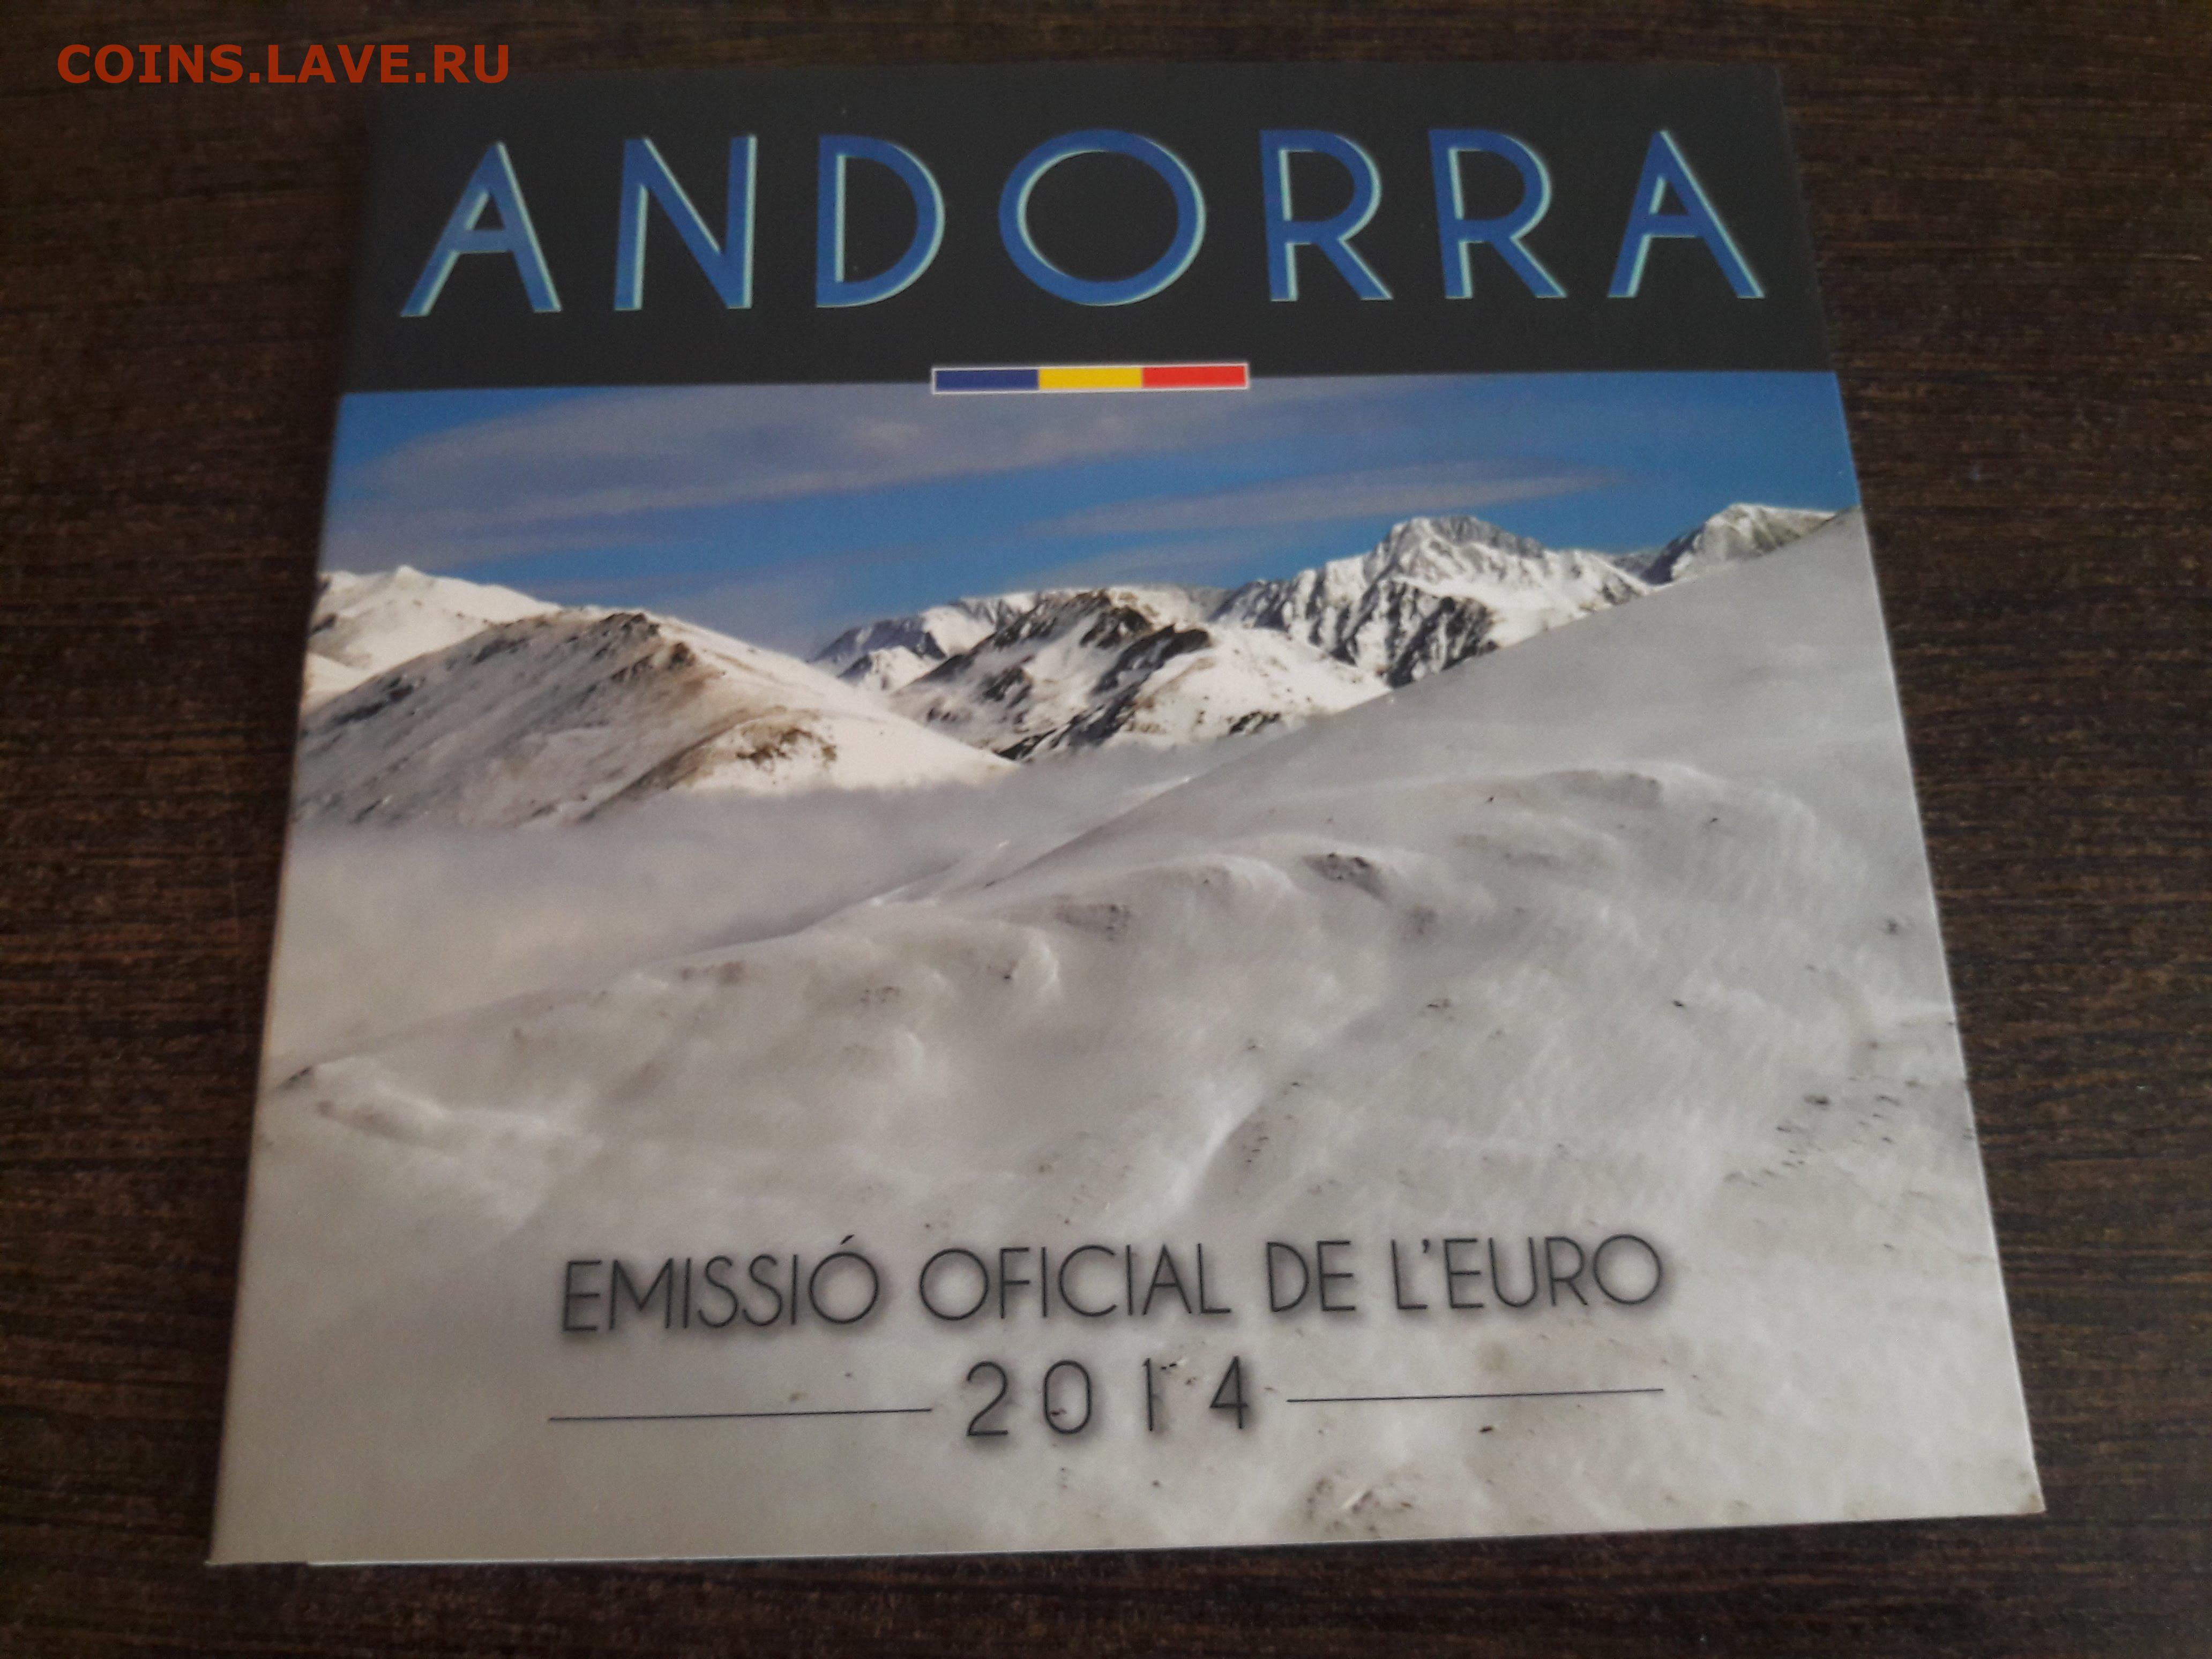 COINS.LAVE.RU
ANDORRA
EMISSIÓ OFICIAL DE L'EURO
2014